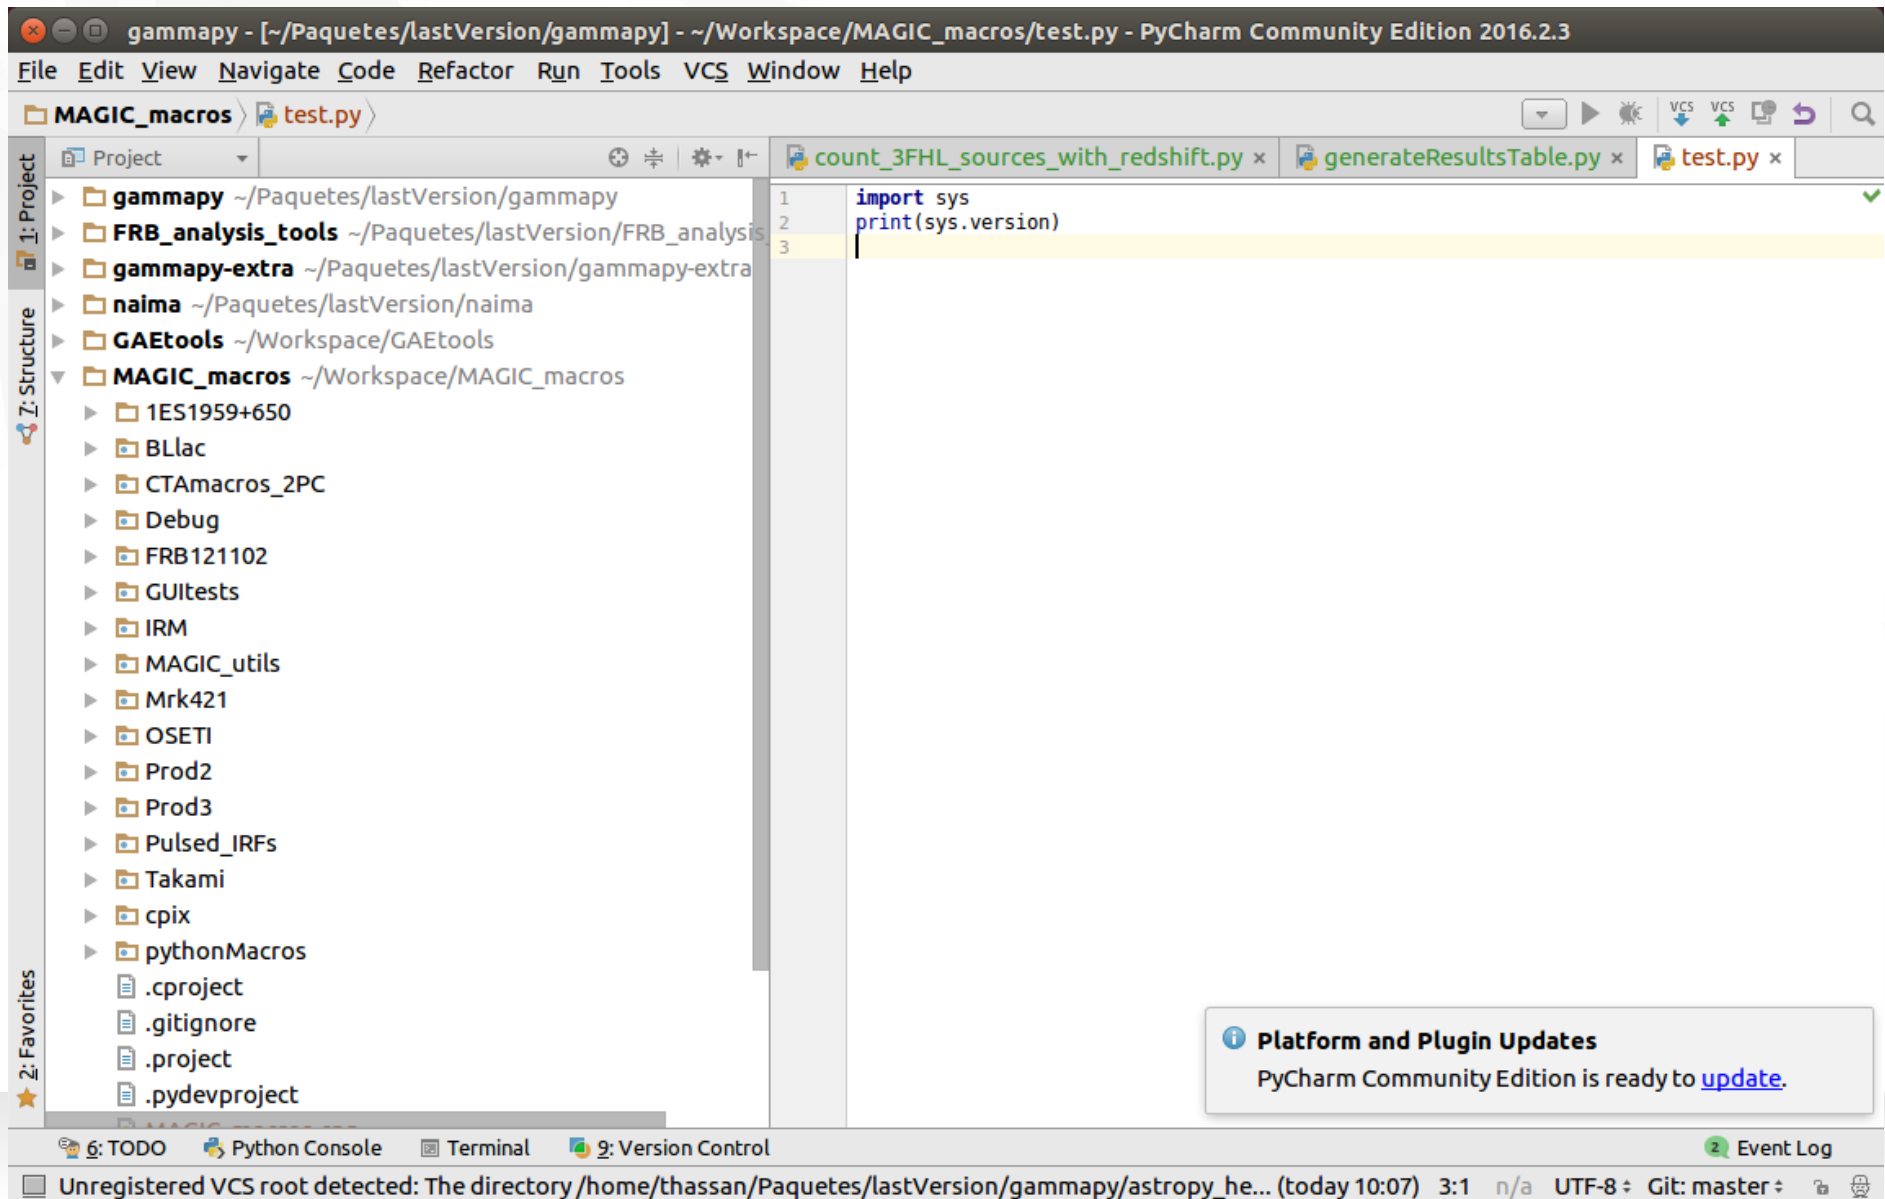 gammapy - [~/Paquetes/lastVersion/gammapy] - ~/Workspace/MAGIC_macros/test.py - PyCharm Community Edition 2016.2.3
File Edit View Navigate Code Refactor Run Tools VCS Window Help
MAGIC_macros test.py
VCS VCS
1: Project
7: Structure
2: Favorites
Project
gammapy ~/Paquetes/lastVersion/gammapy
FRB_analysis_tools ~/Paquetes/lastVersion/FRB_analysis
gammapy-extra ~/Paquetes/lastVersion/gammapy-extra
naima ~/Paquetes/lastVersion/naima
GAEtools ~/Workspace/GAEtools
MAGIC_macros ~/Workspace/MAGIC_macros
1ES1959+650
BLlac
CTAmacros_2PC
Debug
FRB121102
GUItests
IRM
MAGIC_utils
Mrk421
OSETI
Prod2
Prod3
Pulsed_IRFs
Takami
cpix
pythonMacros
.cproject
.gitignore
.project
.pydevproject
count_3FHL_sources_with_redshift.py × generateResultsTable.py × test.py ×
1 import sys
2 print(sys.version)
3
Platform and Plugin Updates
PyCharm Community Edition is ready to update.
6: TODO Python Console Terminal 9: Version Control 2 Event Log
Unregistered VCS root detected: The directory /home/thassan/Paquetes/lastVersion/gammapy/astropy_he... (today 10:07) 3:1 n/a UTF-8 Git: master